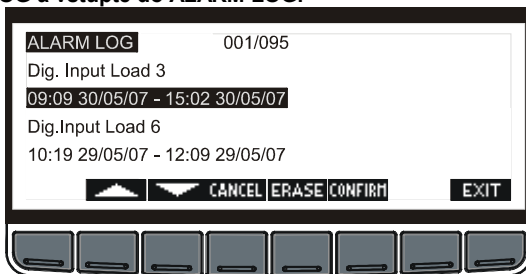 ALARM LOG 001/095
Dig. Input Load 3
09:09 30/05/07 - 15:02 30/05/07
Dig.Input Load 6
10:19 29/05/07 - 12:09 29/05/07
CANCEL ERASE CONFIRM EXIT